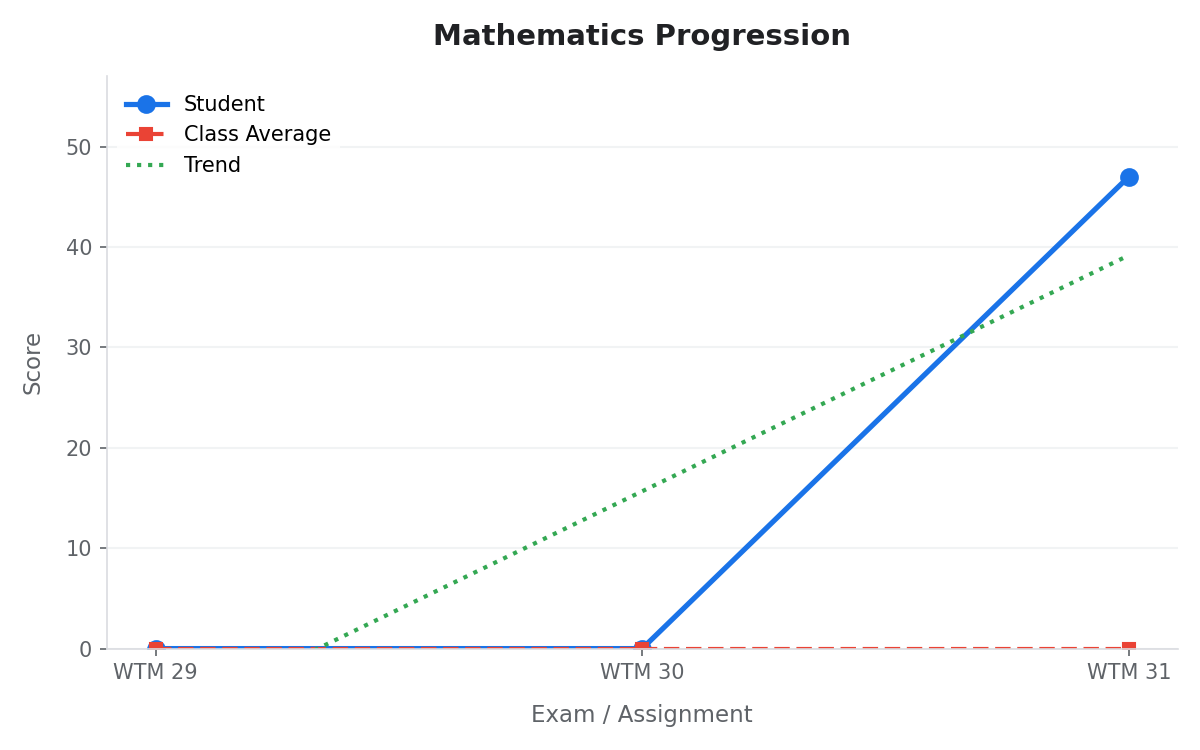 Mathematics Progression
Student
Class Average
Trend
50
40
30
20
10
0
Score
WTM 29 WTM 30 WTM 31
Exam / Assignment